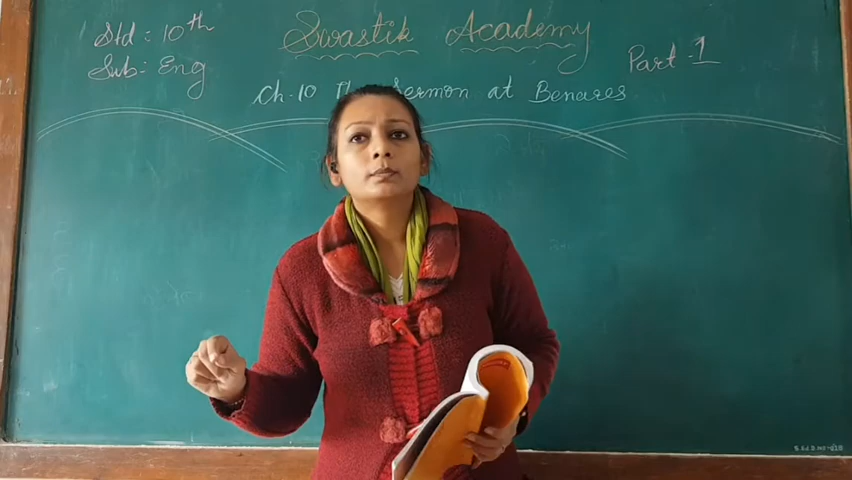 Std : 10th
Swastik Academy
Sub:- Eng
Part - 1
Ch-10 Sermon at Benares